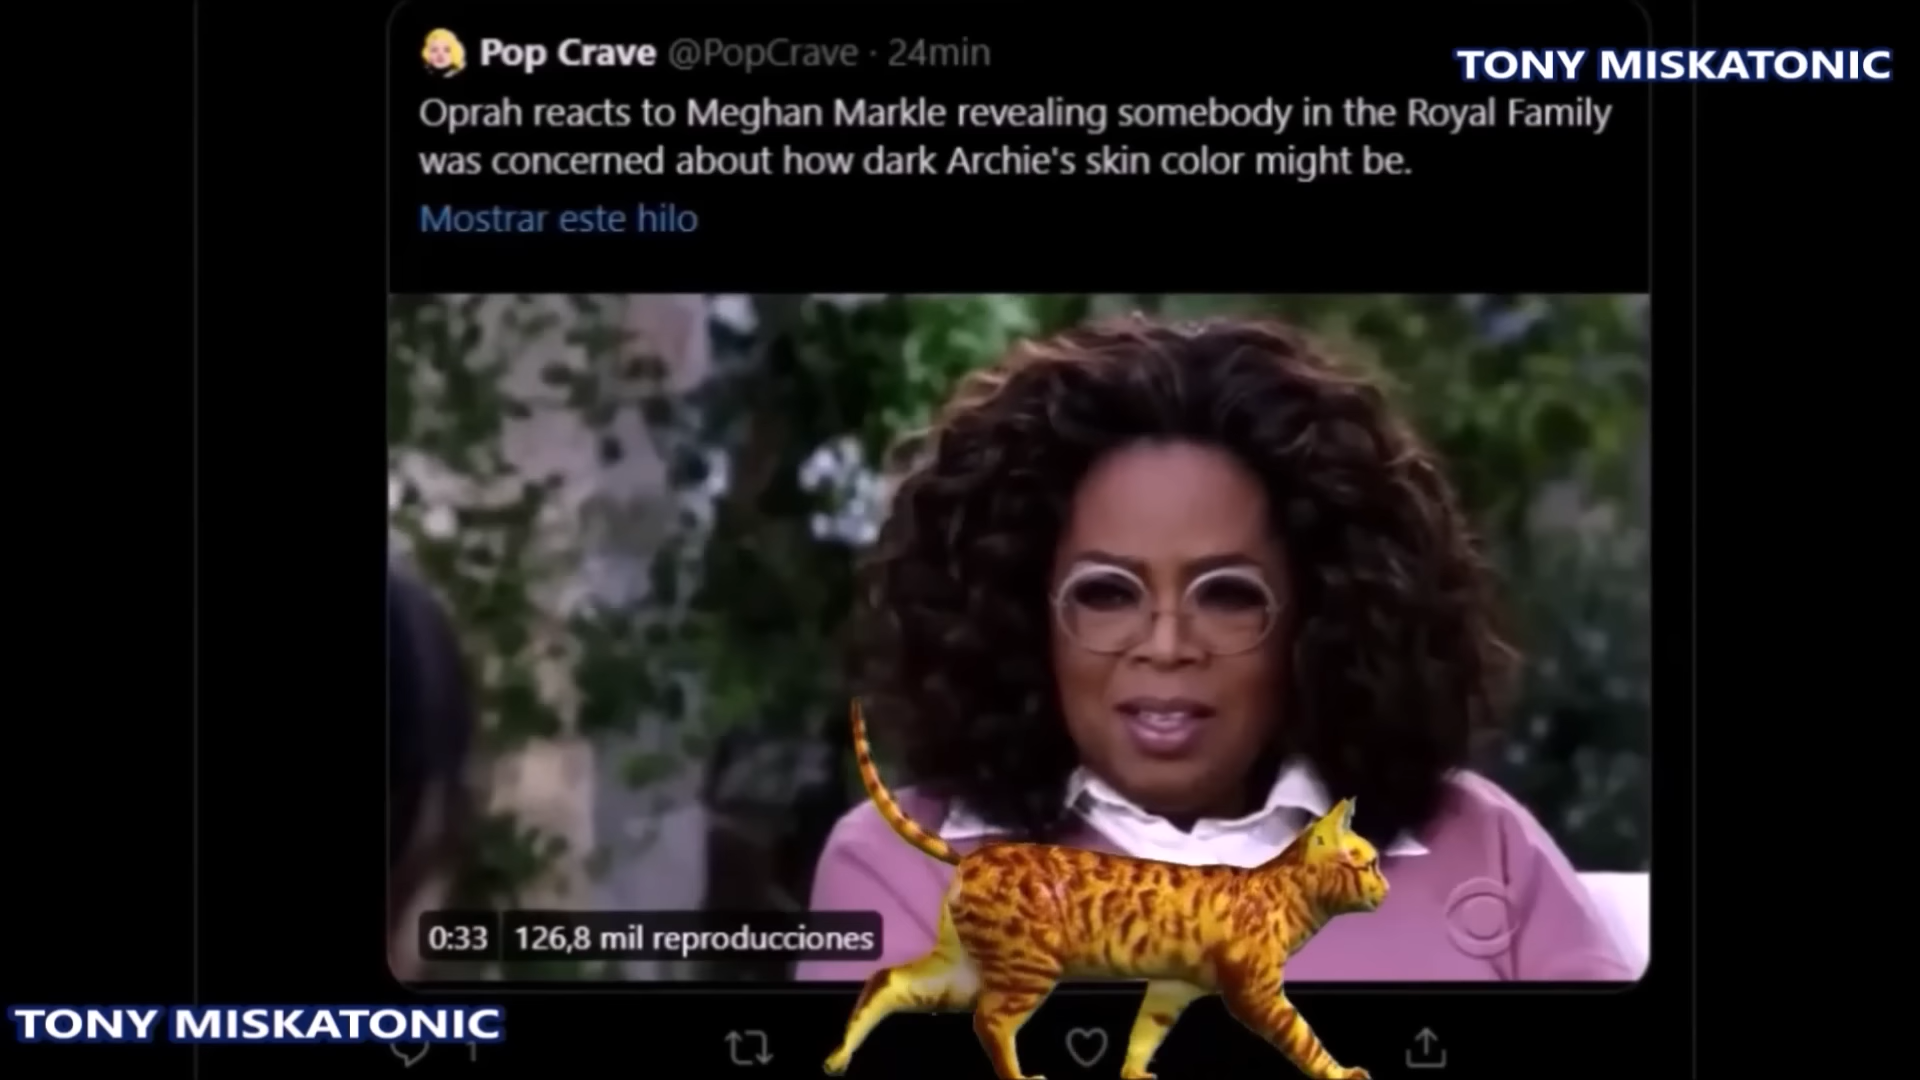 Pop Crave @PopCrave · 24min
TONY MISKATONIC
Oprah reacts to Meghan Markle revealing somebody in the Royal Family
was concerned about how dark Archie's skin color might be.
Mostrar este hilo
0:33 126,8 mil reproducciones
TONY MISKATONIC
1